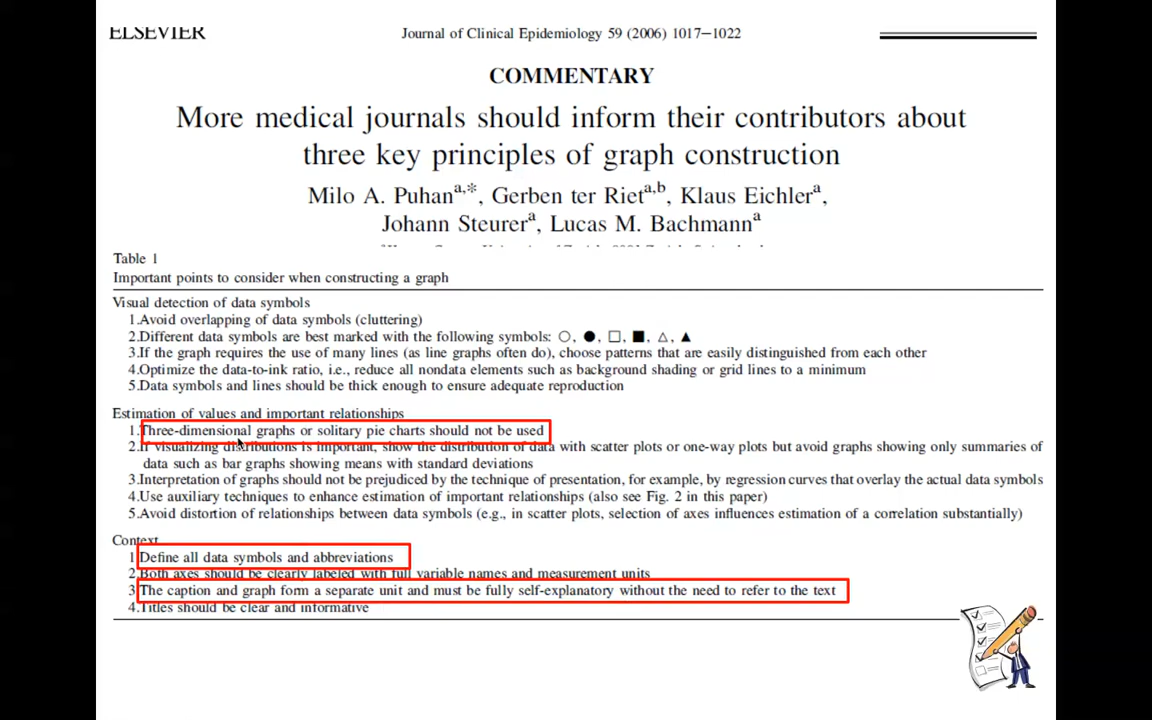 ELSEVIER
Journal of Clinical Epidemiology 59 (2006) 1017–1022
COMMENTARY
More medical journals should inform their contributors about
three key principles of graph construction
Milo A. Puhan a,*, Gerben ter Riet a,b, Klaus Eichler a,
Johann Steurer a, Lucas M. Bachmann a
Table 1
Important points to consider when constructing a graph
Visual detection of data symbols
1.Avoid overlapping of data symbols (cluttering)
2.Different data symbols are best marked with the following symbols: ○, ●, □, ■, △, ▲
3.If the graph requires the use of many lines (as line graphs often do), choose patterns that are easily distinguished from each other
4.Optimize the data-to-ink ratio, i.e., reduce all nondata elements such as background shading or grid lines to a minimum
5.Data symbols and lines should be thick enough to ensure adequate reproduction
Estimation of values and important relationships
1.Three-dimensional graphs or solitary pie charts should not be used
2.If visualizing distributions is important, show the distribution of data with scatter plots or one-way plots but avoid graphs showing only summaries of
data such as bar graphs showing means with standard deviations
3.Interpretation of graphs should not be prejudiced by the technique of presentation, for example, by regression curves that overlay the actual data symbols
4.Use auxiliary techniques to enhance estimation of important relationships (also see Fig. 2 in this paper)
5.Avoid distortion of relationships between data symbols (e.g., in scatter plots, selection of axes influences estimation of a correlation substantially)
Context
1 Define all data symbols and abbreviations
2.Both axes should be clearly labeled with full variable names and measurement units
3 The caption and graph form a separate unit and must be fully self-explanatory without the need to refer to the text
4.Titles should be clear and informative